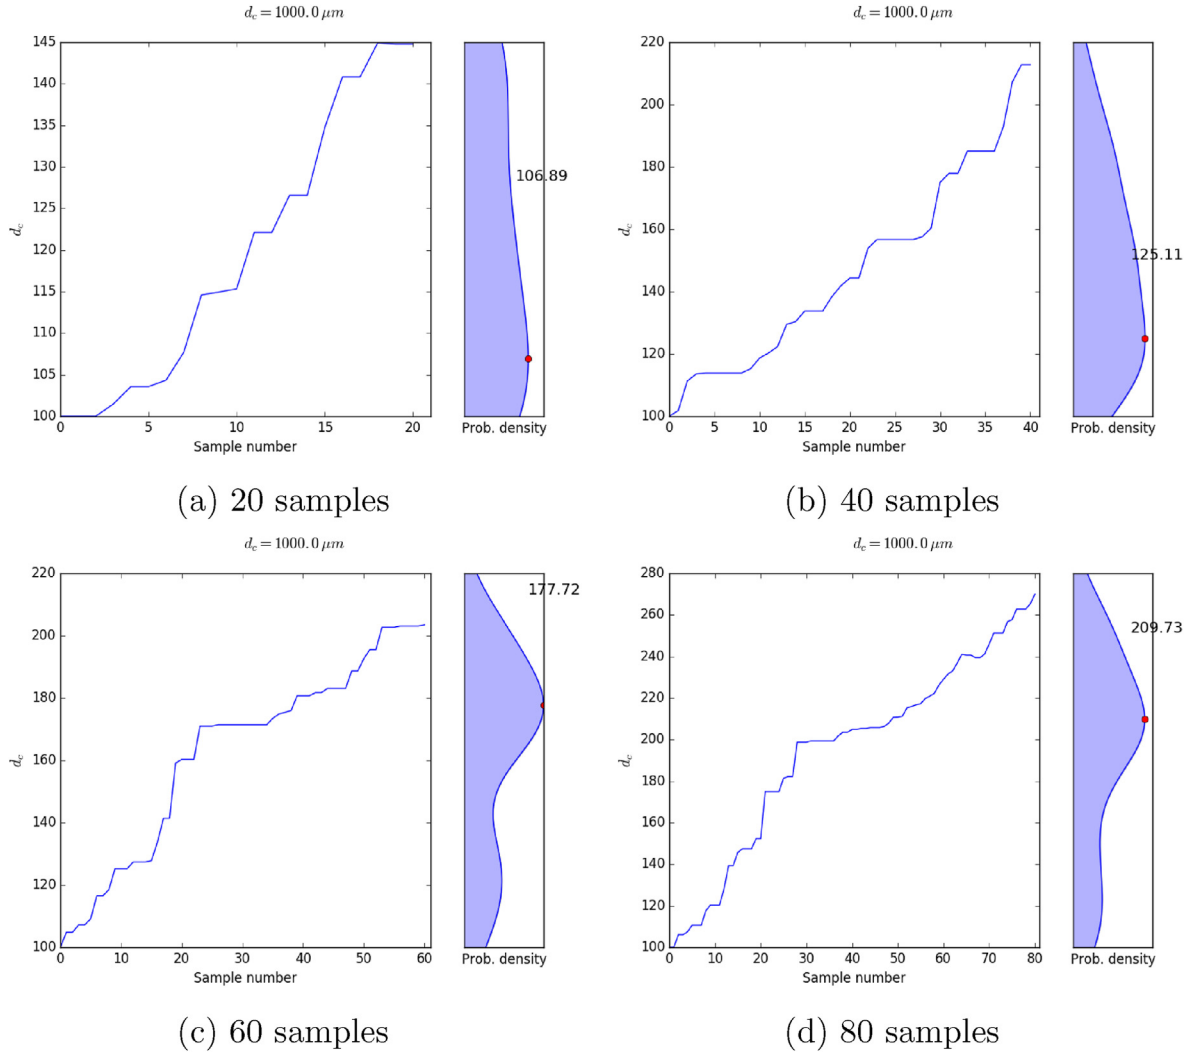 d_c = 1000.0 μm
145
140
135
130
125
120
115
110
105
100
d_c
0 5 10 15 20
Sample number
106.89
Prob. density
(a) 20 samples
d_c = 1000.0 μm
220
200
180
160
140
120
100
d_c
0 5 10 15 20 25 30 35 40
Sample number
125.11
Prob. density
(b) 40 samples
d_c = 1000.0 μm
220
200
180
160
140
120
100
d_c
0 10 20 30 40 50 60
Sample number
177.72
Prob. density
(c) 60 samples
d_c = 1000.0 μm
280
260
240
220
200
180
160
140
120
100
d_c
0 10 20 30 40 50 60 70 80
Sample number
209.73
Prob. density
(d) 80 samples